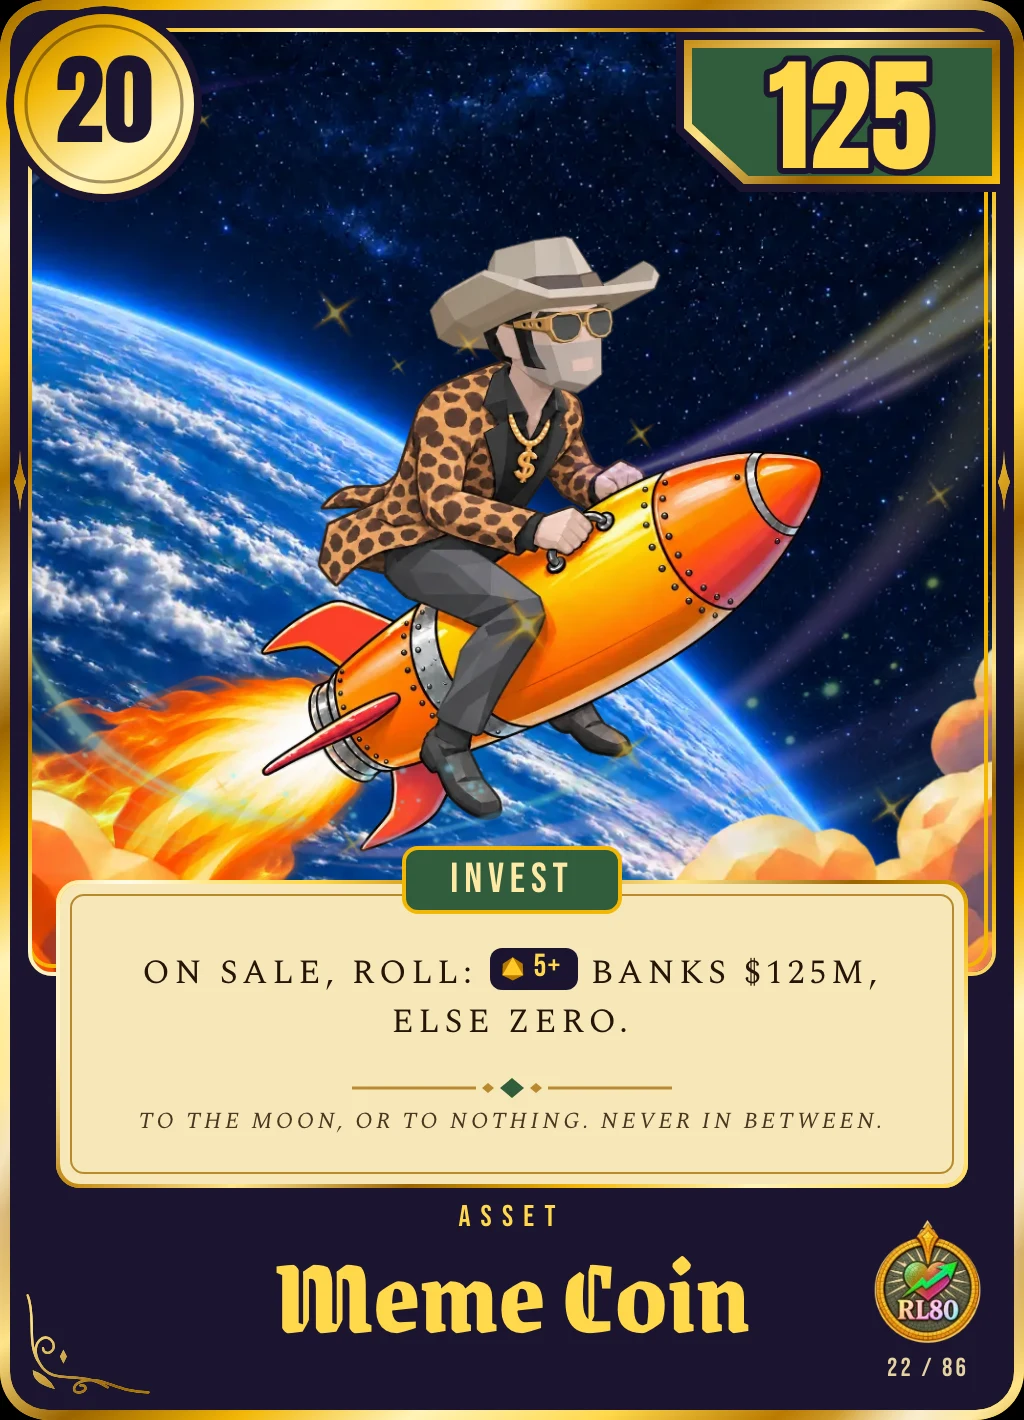 20
125
INVEST
ON SALE, ROLL: 5+ BANKS $125M,
ELSE ZERO.
TO THE MOON, OR TO NOTHING. NEVER IN BETWEEN.
ASSET
Meme Coin
RL80
22 / 86